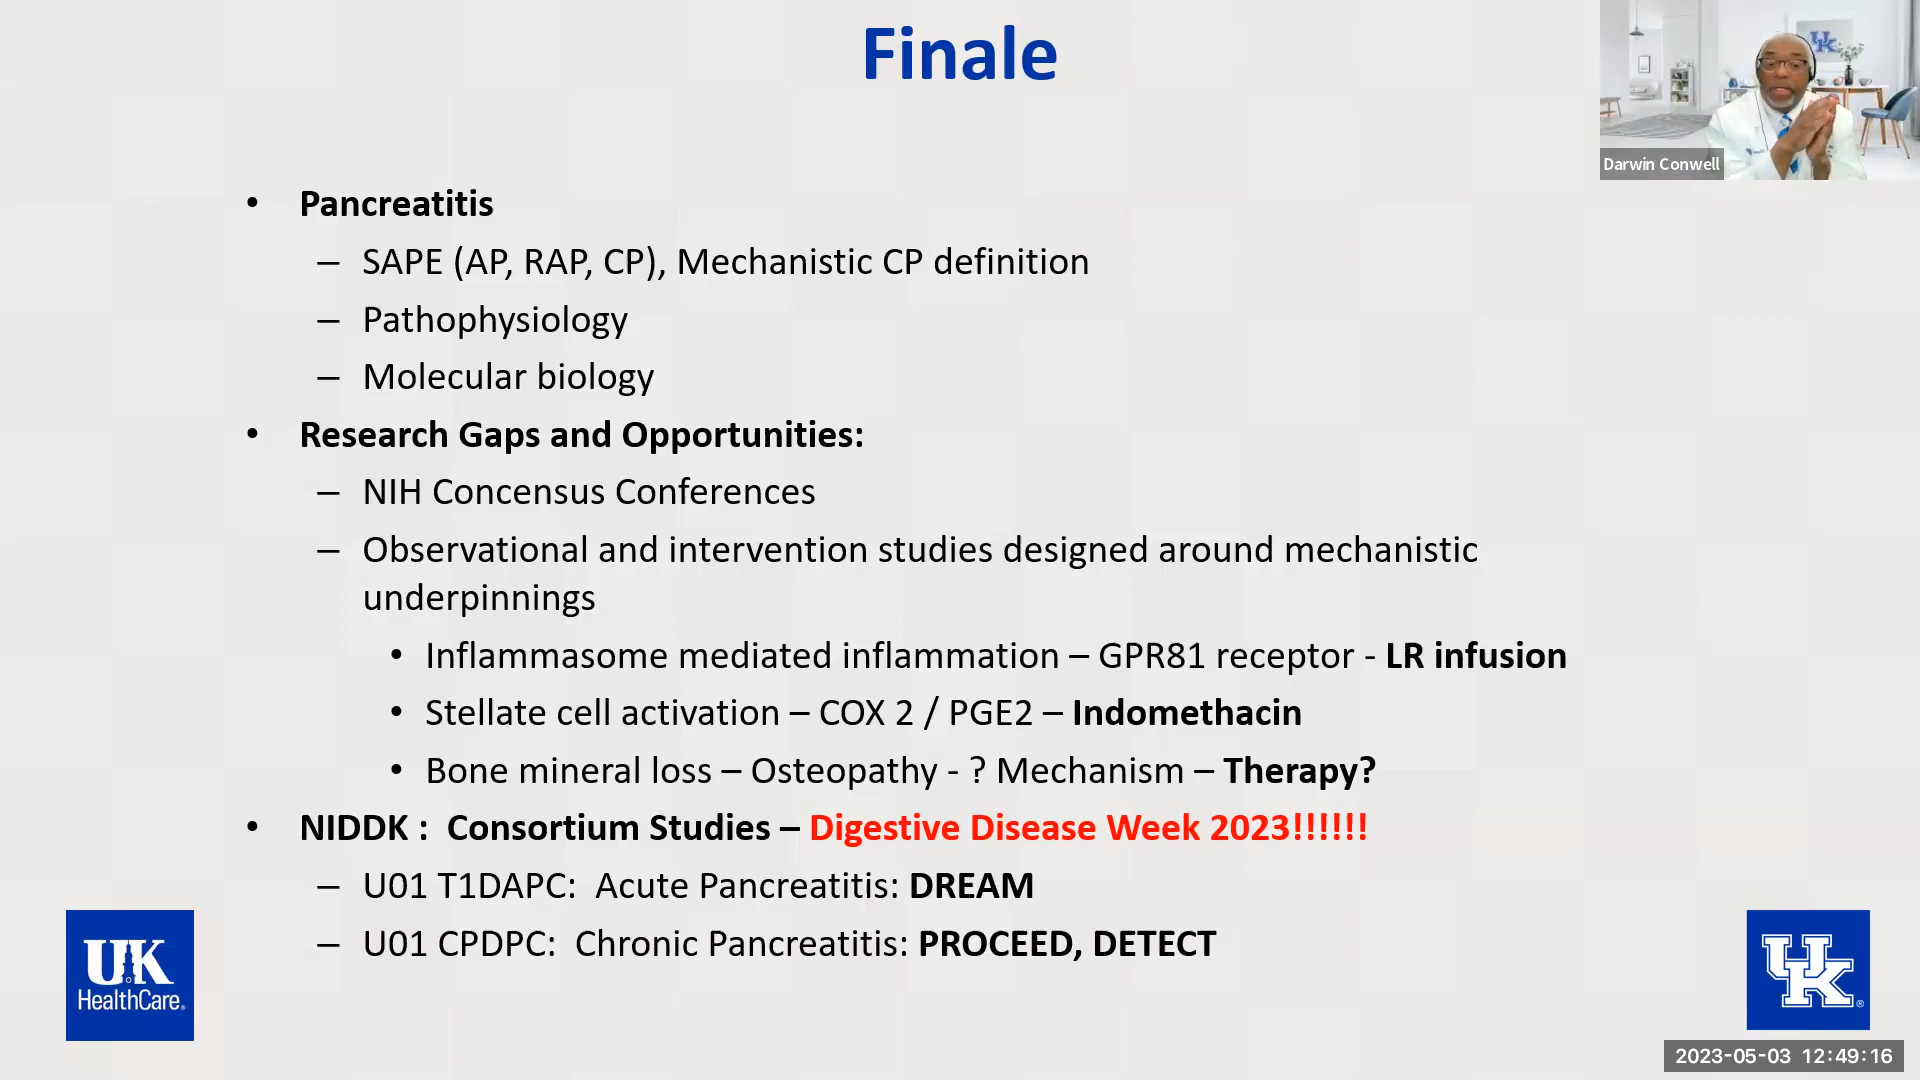 Finale
Darwin Conwell
• Pancreatitis
– SAPE (AP, RAP, CP), Mechanistic CP definition
– Pathophysiology
– Molecular biology
• Research Gaps and Opportunities:
– NIH Concensus Conferences
– Observational and intervention studies designed around mechanistic
underpinnings
• Inflammasome mediated inflammation – GPR81 receptor - LR infusion
• Stellate cell activation – COX 2 / PGE2 – Indomethacin
• Bone mineral loss – Osteopathy - ? Mechanism – Therapy?
• NIDDK :  Consortium Studies – Digestive Disease Week 2023!!!!!!
– U01 T1DAPC:  Acute Pancreatitis: DREAM
– U01 CPDPC:  Chronic Pancreatitis: PROCEED, DETECT
UK
HealthCare®
UK®
2023-05-03 12:49:16